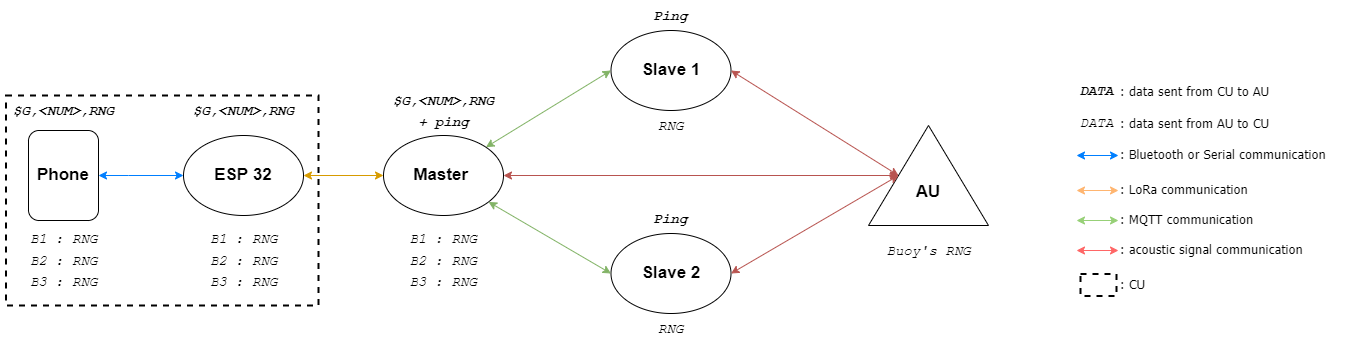 Ping
Slave 1
RNG
$G,<NUM>,RNG
$G,<NUM>,RNG
$G,<NUM>,RNG
+ ping
Phone
ESP 32
Master
AU
Buoy's RNG
B1 : RNG
B2 : RNG
B3 : RNG
B1 : RNG
B2 : RNG
B3 : RNG
B1 : RNG
B2 : RNG
B3 : RNG
Ping
Slave 2
RNG
DATA : data sent from CU to AU
DATA : data sent from AU to CU
: Bluetooth or Serial communication
: LoRa communication
: MQTT communication
: acoustic signal communication
: CU